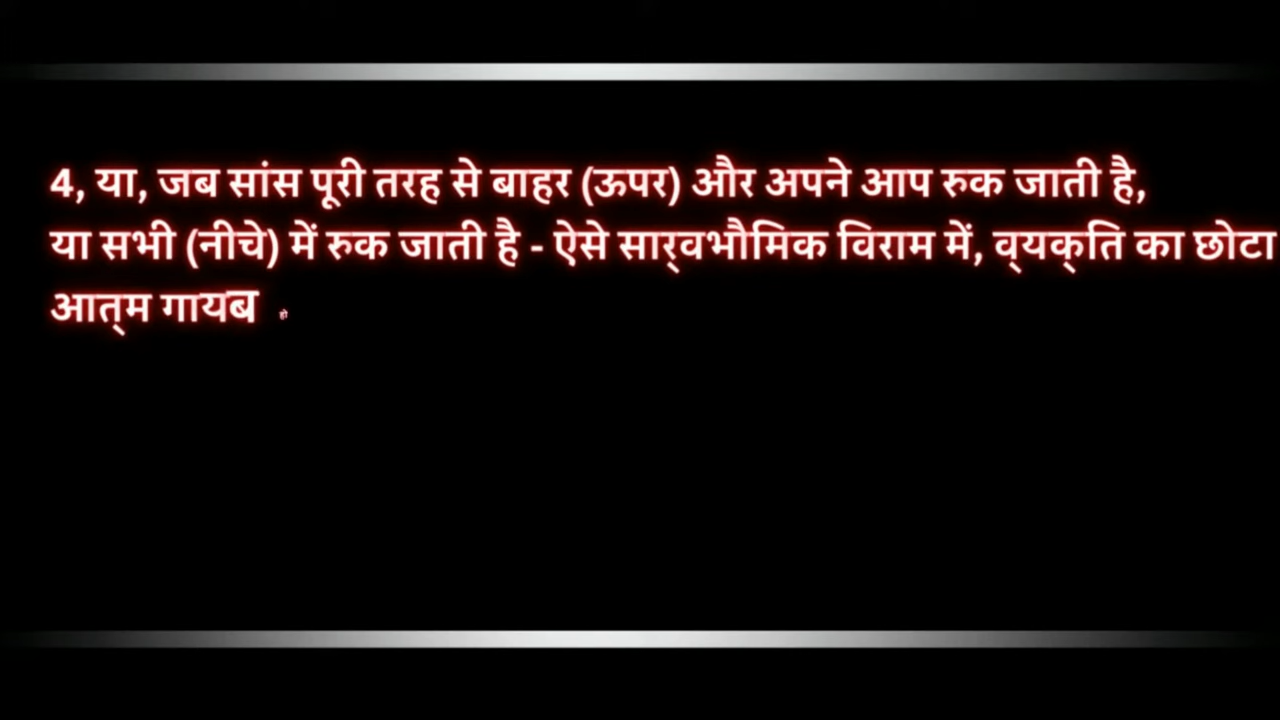 4, या, जब सांस पूरी तरह से बाहर (ऊपर) और अपने आप रुक जाती है,
या सभी (नीचे) में रुक जाती है - ऐसे सार्‌वभौमिक विराम में, व्‌यक्‌ति का छोटा
आत्‌म गायब हो